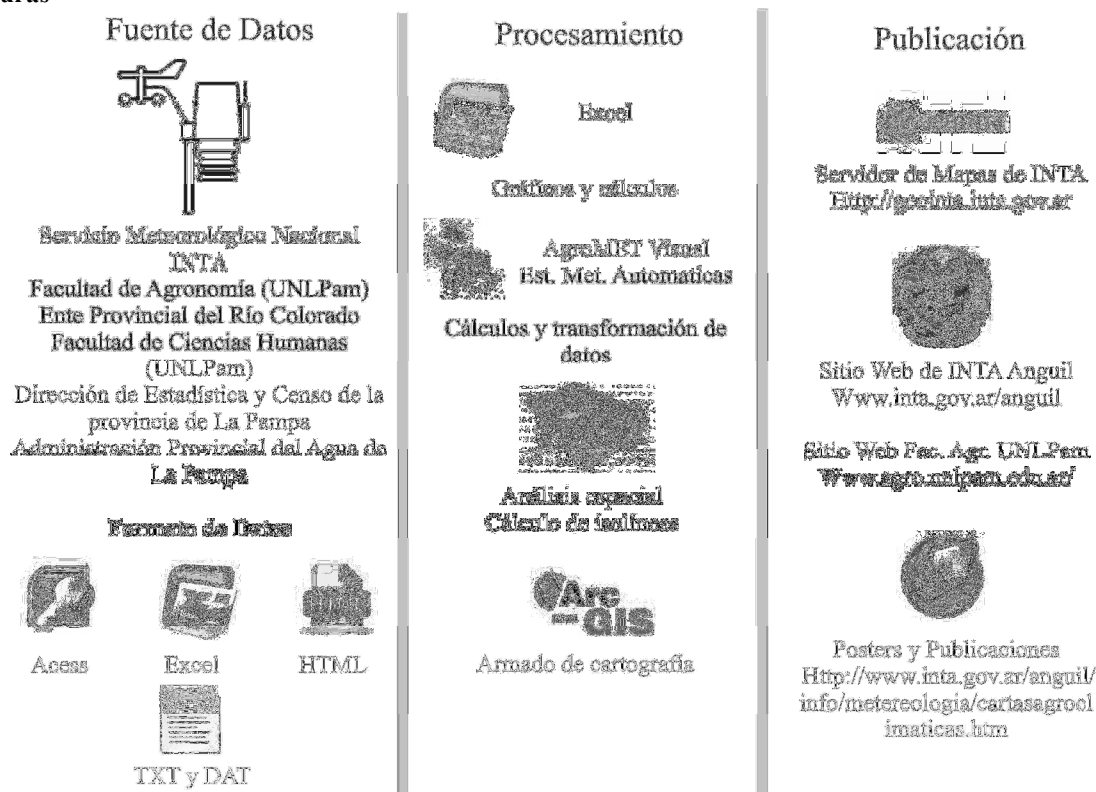 Fuente de Datos
Servisio Meteorológico Nacional
INTA
Facultad de Agronomía (UNLPam)
Ente Provincial del Río Colorado
Facultad de Ciencias Humanas
(UNLPam)
Dirección de Estadística y Censo de la
provincia de La Pampa
Administración Provincial del Agua de
La Pampa
Formato de Datos
Acess
Excel
HTML
TXT y DAT
Procesamiento
Excel
Gráficos y cálculos
AgroMET Visual
Est. Met. Automaticas
Cálculos y transformación de
datos
Análisis espacial
Cálculo de isolíneas
Arc
GIS
Armado de cartografía
Publicación
Servidor de Mapas de INTA
Http://geointa.inta.gov.ar
Sitio Web de INTA Anguil
Www.inta.gov.ar/anguil
Sitio Web Fac. Agr. UNLPam
Www.agro.unlpam.edu.ar/
Posters y Publicaciones
Http://www.inta.gov.ar/anguil/
info/metereologia/cartasagrocl
imaticas.htm